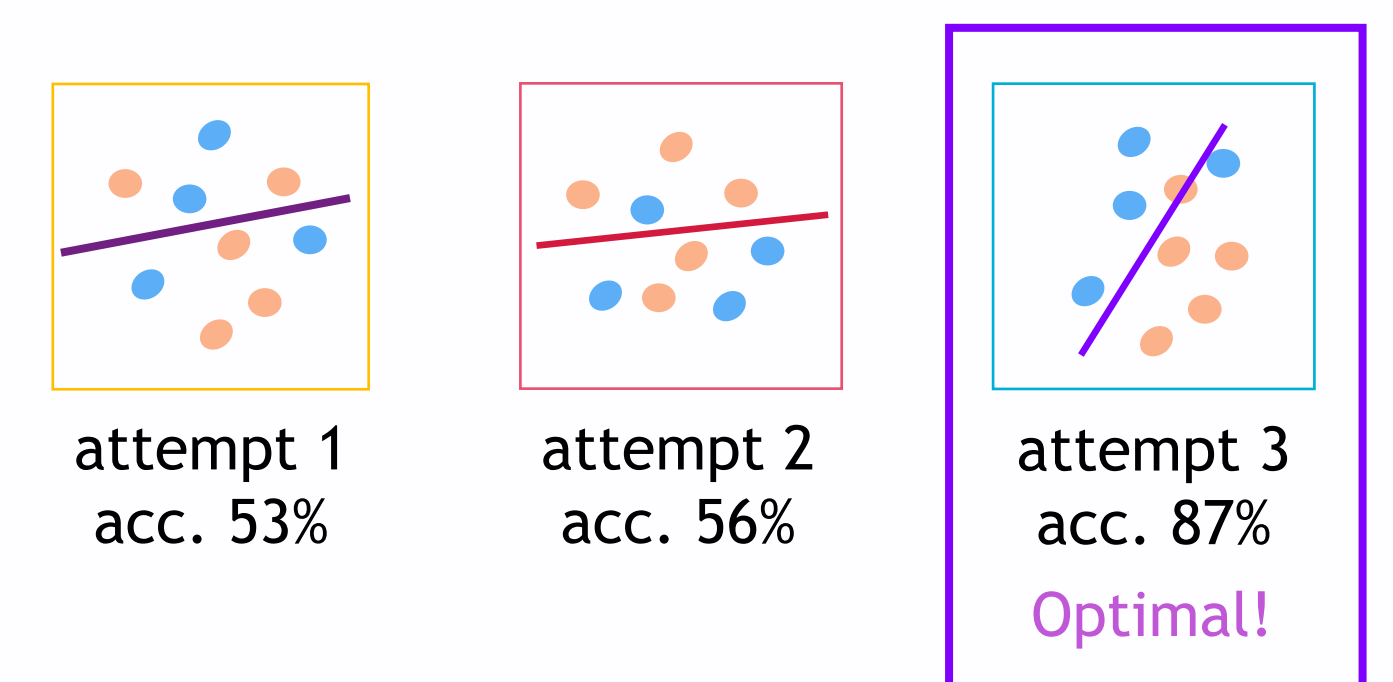 attempt 1
acc. 53%
attempt 2
acc. 56%
attempt 3
acc. 87%
Optimal!